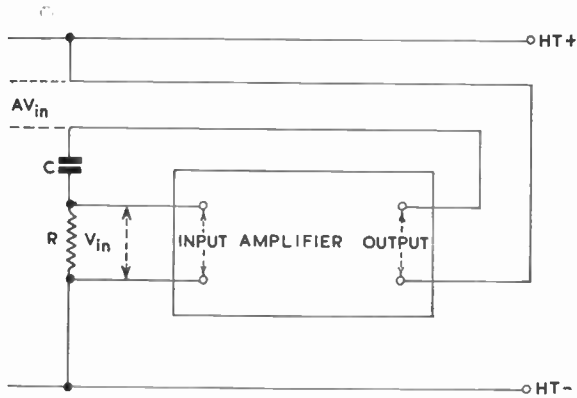 HT+
AVin
C
R
Vin
INPUT AMPLIFIER OUTPUT
HT-